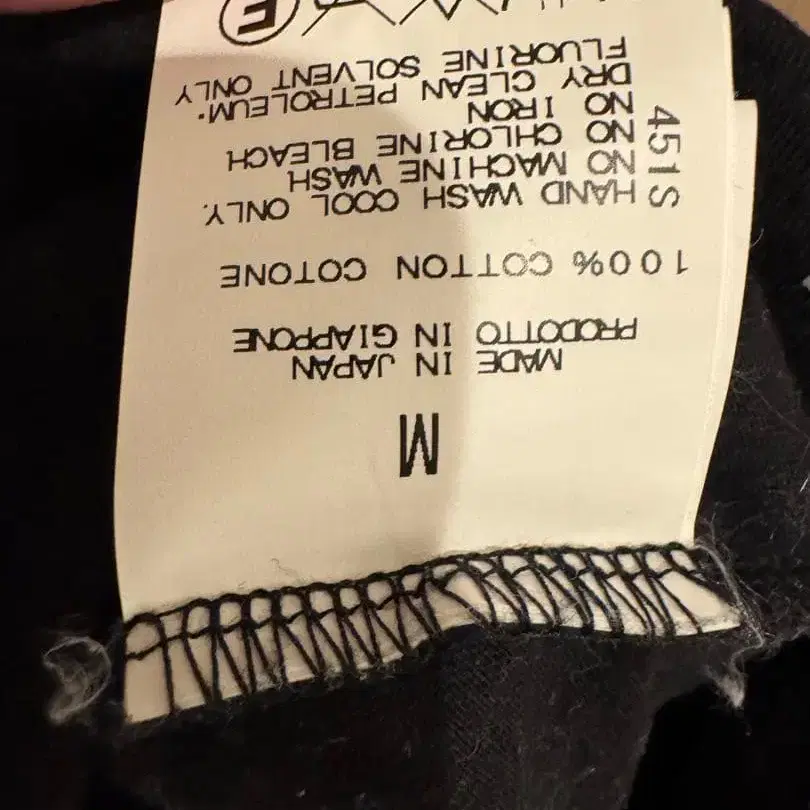 M
MADE IN JAPAN
PRODOTTO IN GIAPPONE
100% COTTON COTONE
451S
HAND WASH COOL ONLY.
NO MACHINE WASH
NO CHLORINE BLEACH
NO IRON
DRY CLEAN PETROLEUM・
FLUORINE SOLVENT ONLY